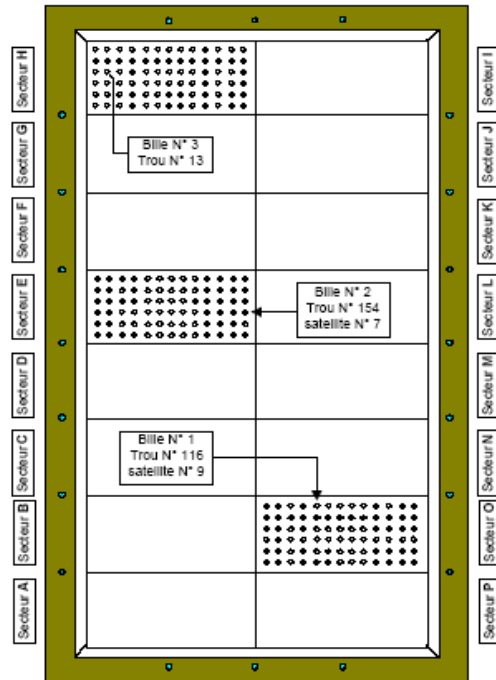 Secteur H
Secteur I
Bille N° 3
Trou N° 13
Secteur G
Secteur J
Secteur F
Secteur K
Secteur E
Secteur L
Bille N° 2
Trou N° 154
satellite N° 7
Secteur D
Secteur M
Secteur C
Secteur N
Bille N° 1
Trou N° 116
satellite N° 9
Secteur B
Secteur O
Secteur A
Secteur P